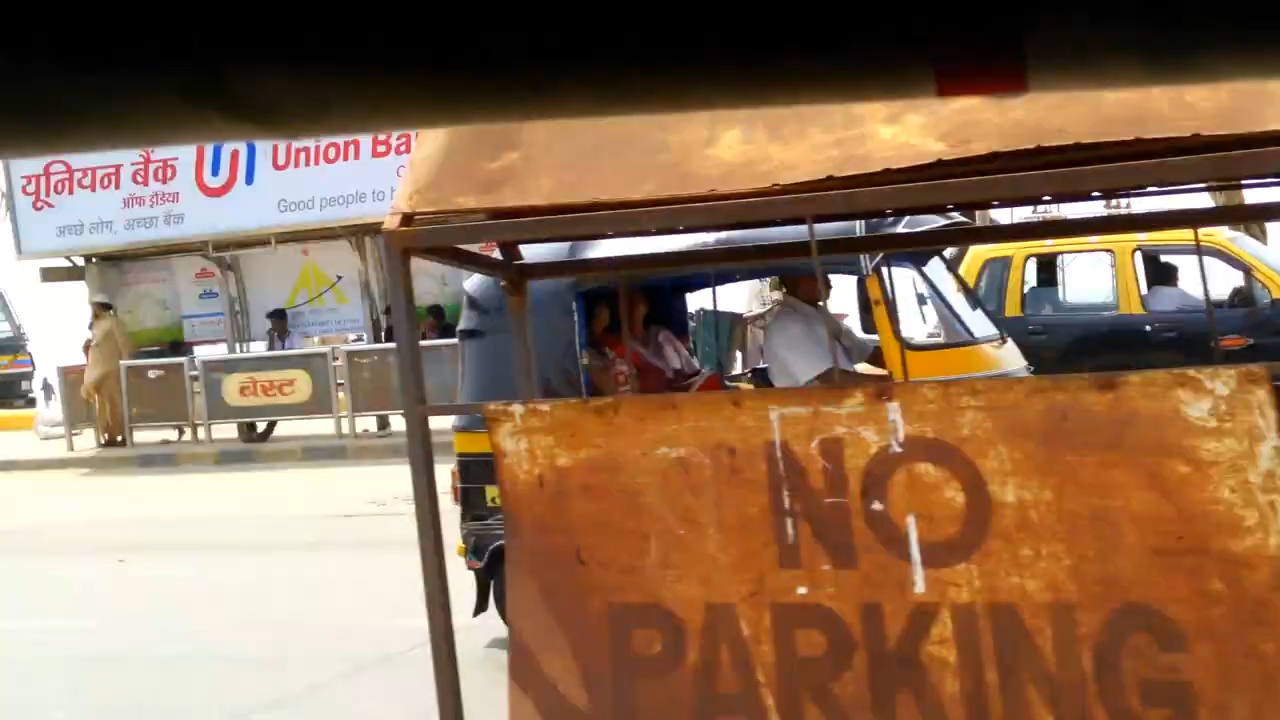 यूनियन बैंक
ऑफ इंडिया
अच्छे लोग, अच्छा बैंक
Union Ba
Good people to b
बेस्ट
NO
PARKING